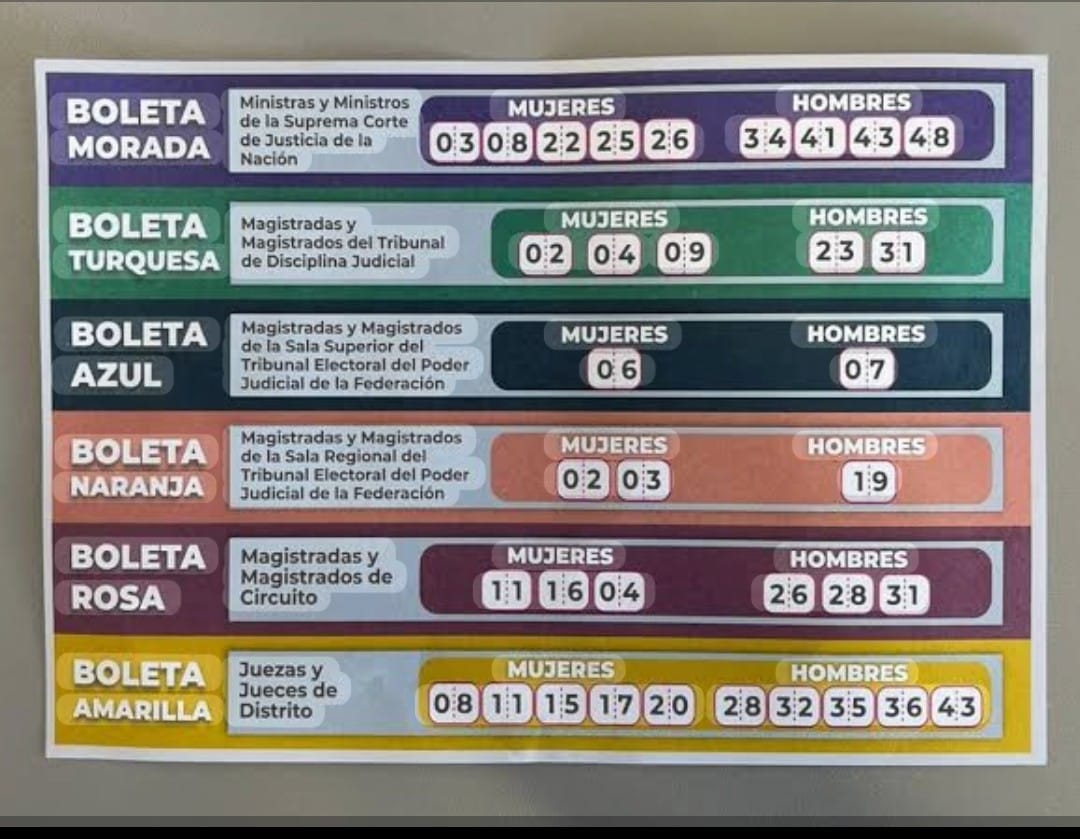 BOLETA
MORADA
Ministras y Ministros
de la Suprema Corte
de Justicia de la
Nación
MUJERES
03 08 22 25 26
HOMBRES
34 41 43 48
BOLETA
TURQUESA
Magistradas y
Magistrados del Tribunal
de Disciplina Judicial
MUJERES
02 04 09
HOMBRES
23 31
BOLETA
AZUL
Magistradas y Magistrados
de la Sala Superior del
Tribunal Electoral del Poder
Judicial de la Federación
MUJERES
06
HOMBRES
07
BOLETA
NARANJA
Magistradas y Magistrados
de la Sala Regional del
Tribunal Electoral del Poder
Judicial de la Federación
MUJERES
02 03
HOMBRES
19
BOLETA
ROSA
Magistradas y
Magistrados de
Circuito
MUJERES
11 16 04
HOMBRES
26 28 31
BOLETA
AMARILLA
Juezas y
Jueces de
Distrito
MUJERES
08 11 15 17 20
HOMBRES
28 32 35 36 43